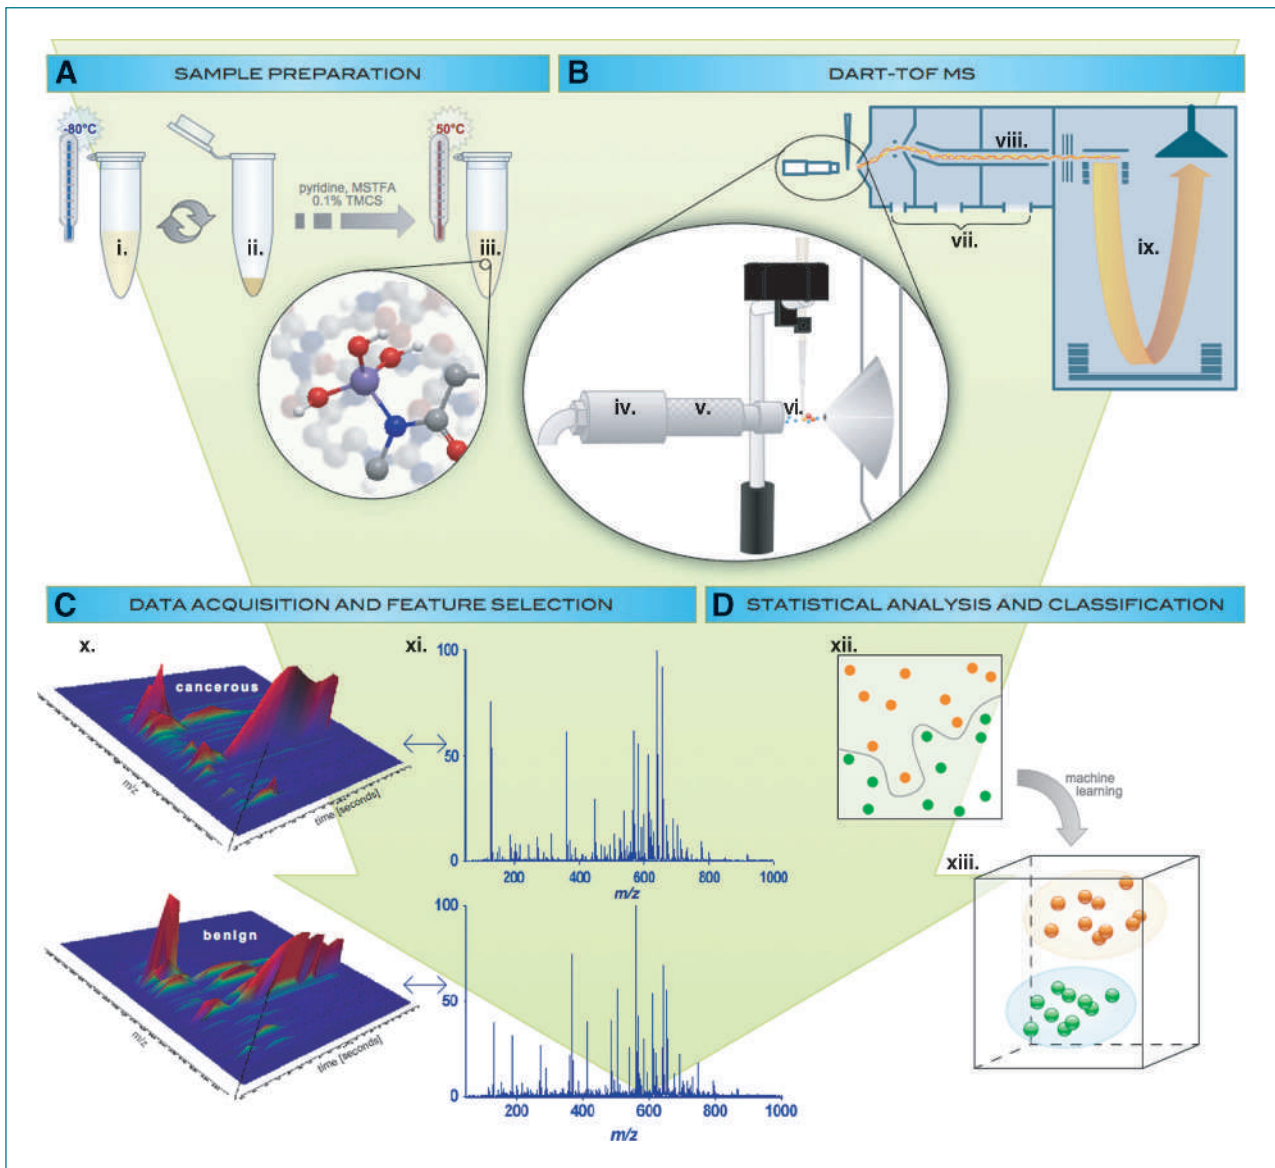 A SAMPLE PREPARATION
B DART-TOF MS
-80°C
50°C
pyridine, MSTFA
0.1% TMCS
i.
ii.
iii.
iv.
v.
vi.
vii.
viii.
ix.
C DATA ACQUISITION AND FEATURE SELECTION
D STATISTICAL ANALYSIS AND CLASSIFICATION
x.
cancerous
m/z
time [seconds]
xi.
100
50
0
200 400 600 800 1000
m/z
benign
m/z
time [seconds]
100
50
0
200 400 600 800 1000
m/z
xii.
machine
learning
xiii.